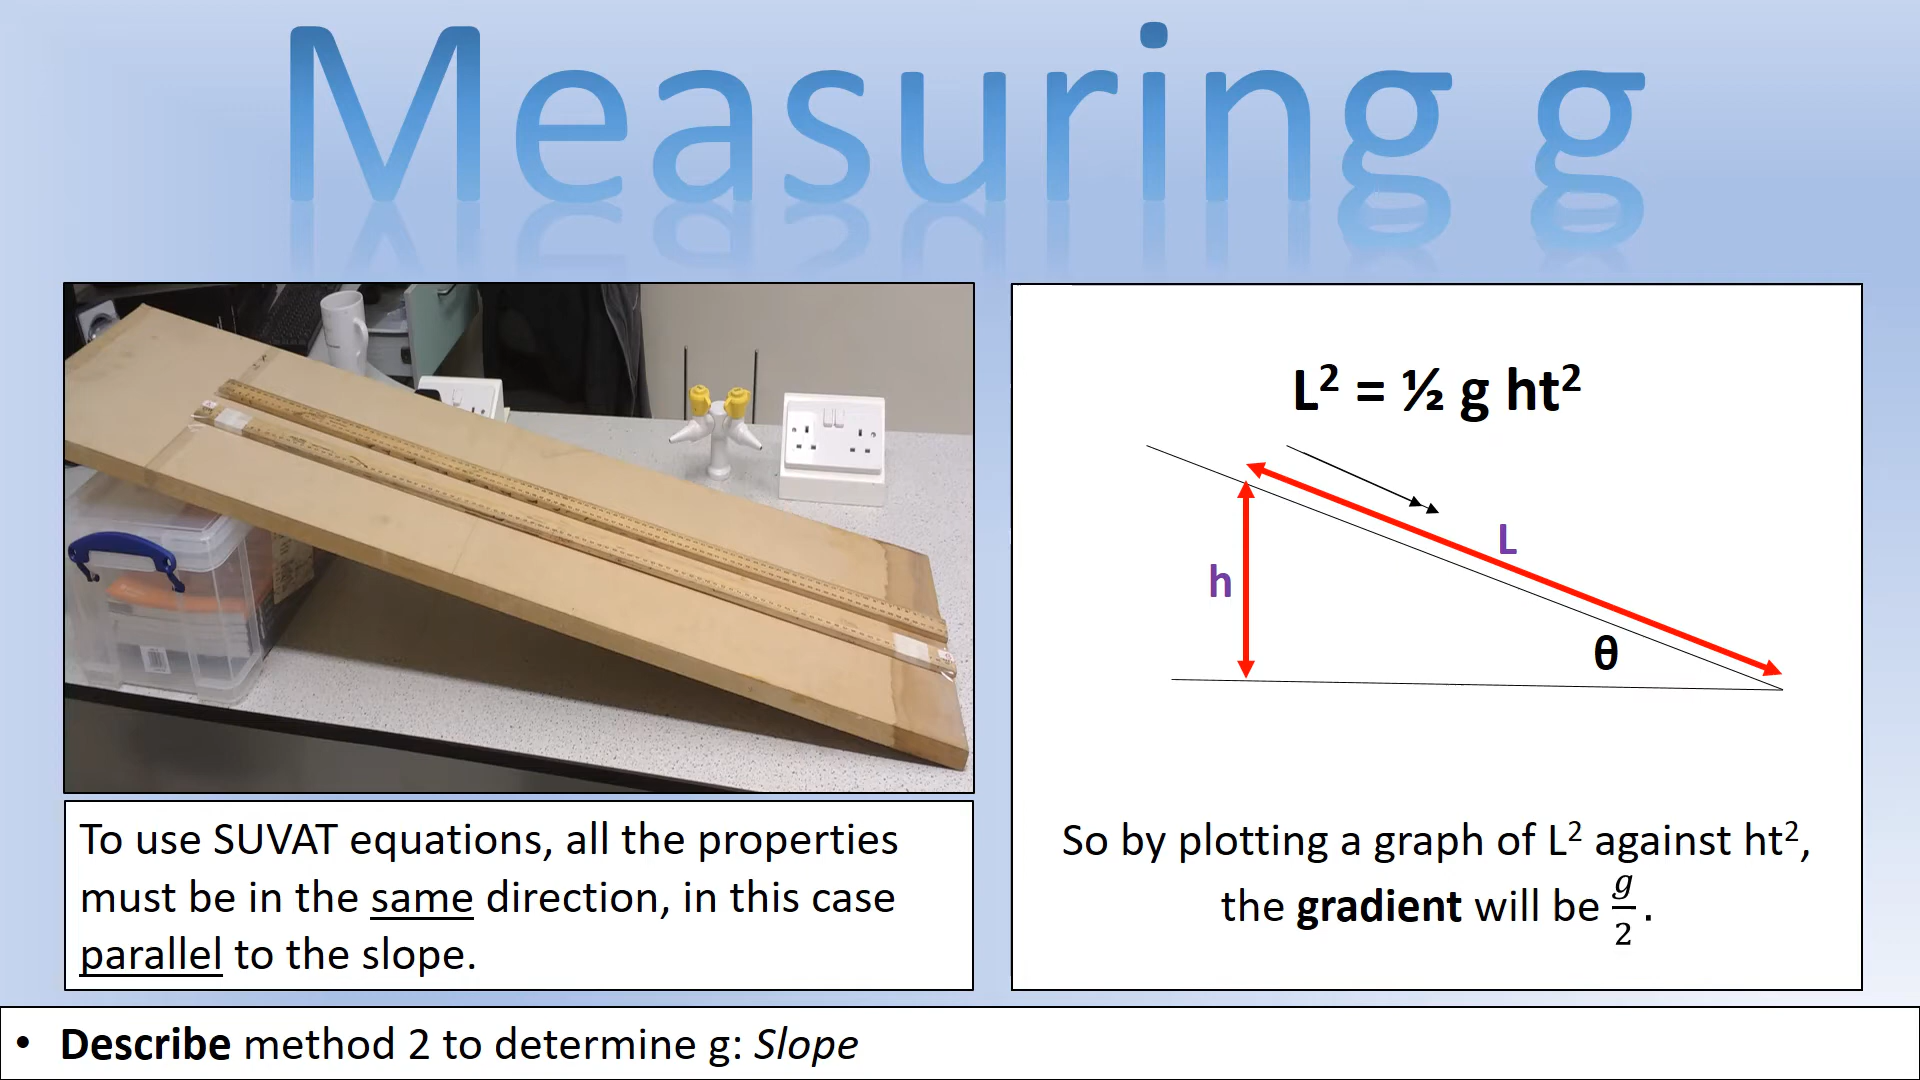 Measuring g
L² = ½ g ht²
L
h
θ
To use SUVAT equations, all the properties
must be in the same direction, in this case
parallel to the slope.
So by plotting a graph of L² against ht²,
the gradient will be g/2.
• Describe method 2 to determine g: Slope